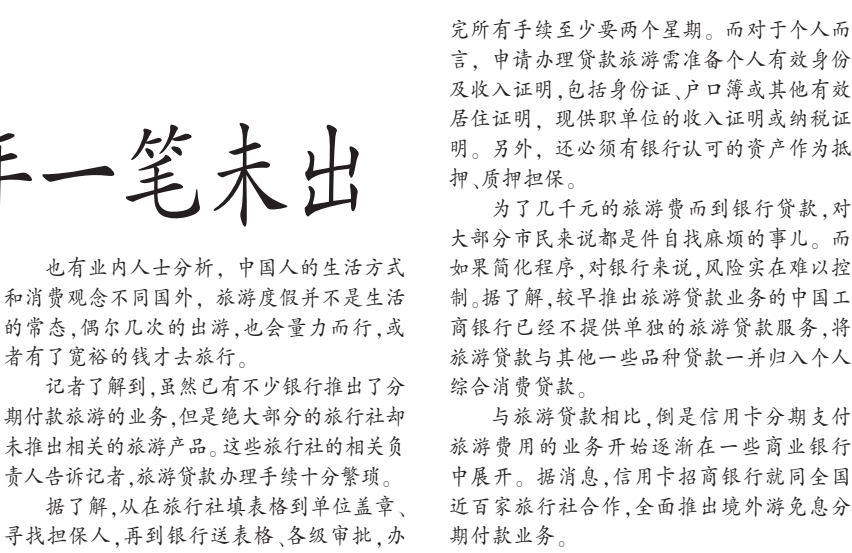 一笔未出
也有业内人士分析，中国人的生活方式
和消费观念不同国外，旅游度假并不是生活
的常态,偶尔几次的出游,也会量力而行,或
者有了宽裕的钱才去旅行。
记者了解到,虽然已有不少银行推出了分
期付款旅游的业务,但是绝大部分的旅行社却
未推出相关的旅游产品。这些旅行社的相关负
责人告诉记者,旅游贷款办理手续十分繁琐。
据了解,从在旅行社填表格到单位盖章、
寻找担保人,再到银行送表格、各级审批,办
完所有手续至少要两个星期。而对于个人而
言，申请办理贷款旅游需准备个人有效身份
及收入证明,包括身份证、户口簿或其他有效
居住证明，现供职单位的收入证明或纳税证
明。另外，还必须有银行认可的资产作为抵
押、质押担保。
为了几千元的旅游费而到银行贷款,对
大部分市民来说都是件自找麻烦的事儿。而
如果简化程序,对银行来说,风险实在难以控
制。据了解,较早推出旅游贷款业务的中国工
商银行已经不提供单独的旅游贷款服务,将
旅游贷款与其他一些品种贷款一并归入个人
综合消费贷款。
与旅游贷款相比,倒是信用卡分期支付
旅游费用的业务开始逐渐在一些商业银行
中展开。据消息,信用卡招商银行就同全国
近百家旅行社合作,全面推出境外游免息分
期付款业务。